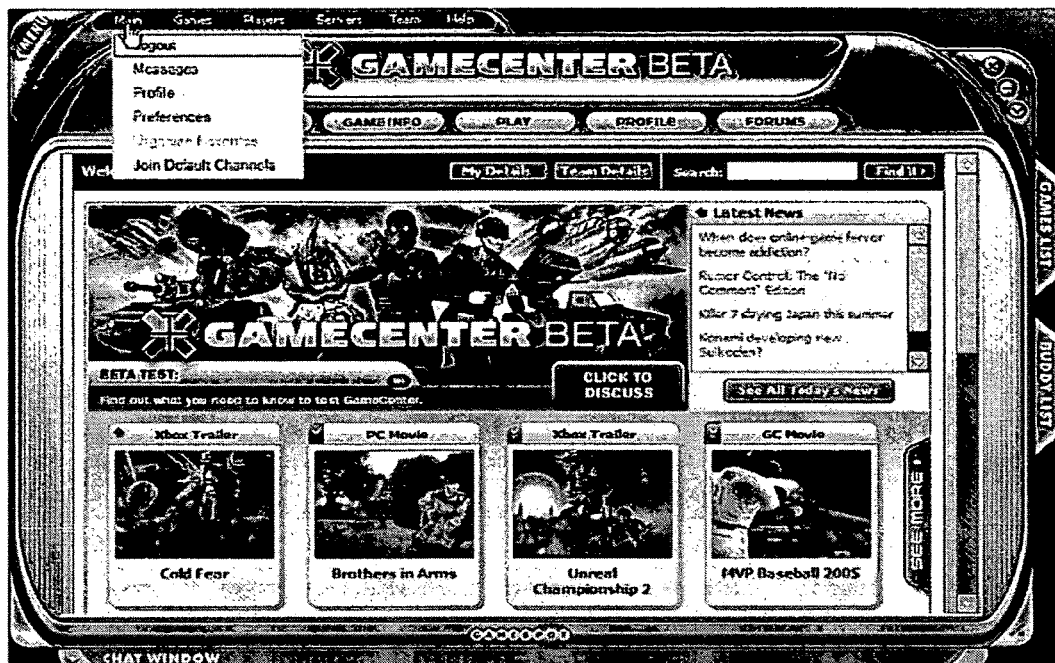 MENU
Main Games Players Servers Team Help
Logout
Messages
Profile
Preferences
Organize Favorites
Join Default Channels
GAMECENTER BETA
GAME INFO PLAY PROFILE FORUMS
Wel
My Details Team Details Search: Find It
GAMES LIST
BUDDY LIST
Latest News
When does online-game fervor
become addiction?
Rumor Control: The "No
Comment" Edition
Killer 7 slaying Japan this summer
Konami developing new
Suikoden?
See All Today's News
GAMECENTER BETA
BETA TEST:
Find out what you need to know to test GameCenter.
CLICK TO
DISCUSS
Xbox Trailer PC Movie Xbox Trailer GC Movie
Cold Fear Brothers in Arms Unreal
Championship 2 MVP Baseball 2005
SEE MORE
GAMESPOT
CHAT WINDOW